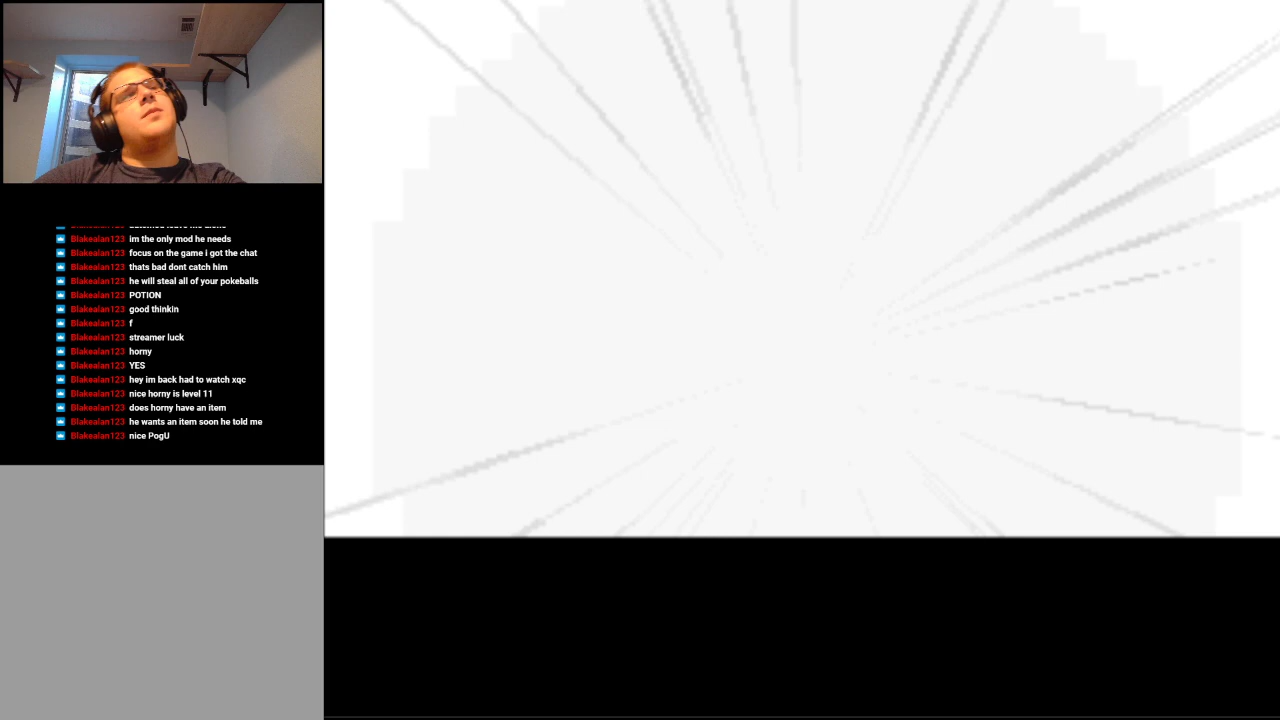 Blakealan123 im the only mod he needs
Blakealan123 focus on the game i got the chat
Blakealan123 thats bad dont catch him
Blakealan123 he will steal all of your pokeballs
Blakealan123 POTION
Blakealan123 good thinkin
Blakealan123 f
Blakealan123 streamer luck
Blakealan123 horny
Blakealan123 YES
Blakealan123 hey im back had to watch xqc
Blakealan123 nice horny is level 11
Blakealan123 does horny have an item
Blakealan123 he wants an item soon he told me
Blakealan123 nice PogU